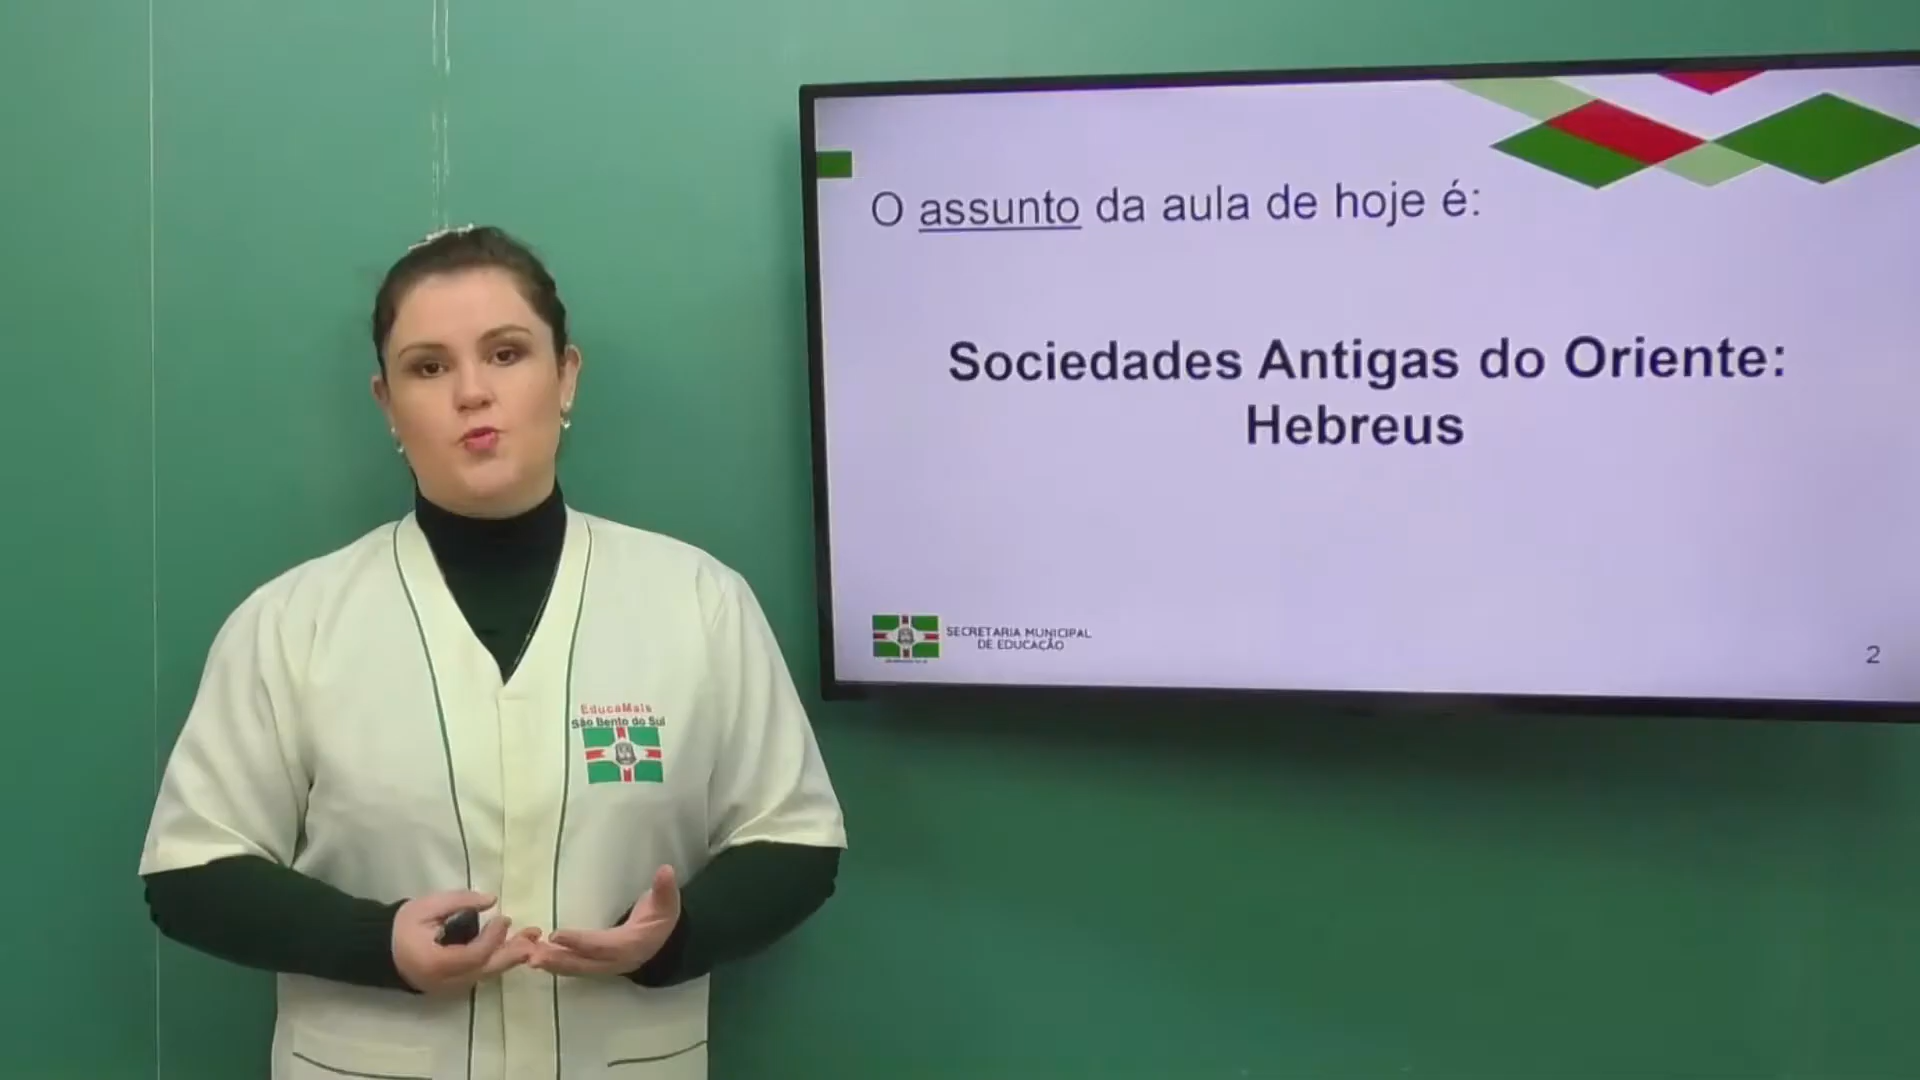 O assunto da aula de hoje é:
Sociedades Antigas do Oriente:
Hebreus
SECRETARIA MUNICIPAL
DE EDUCAÇÃO
2
EducaMais
São Bento do Sul